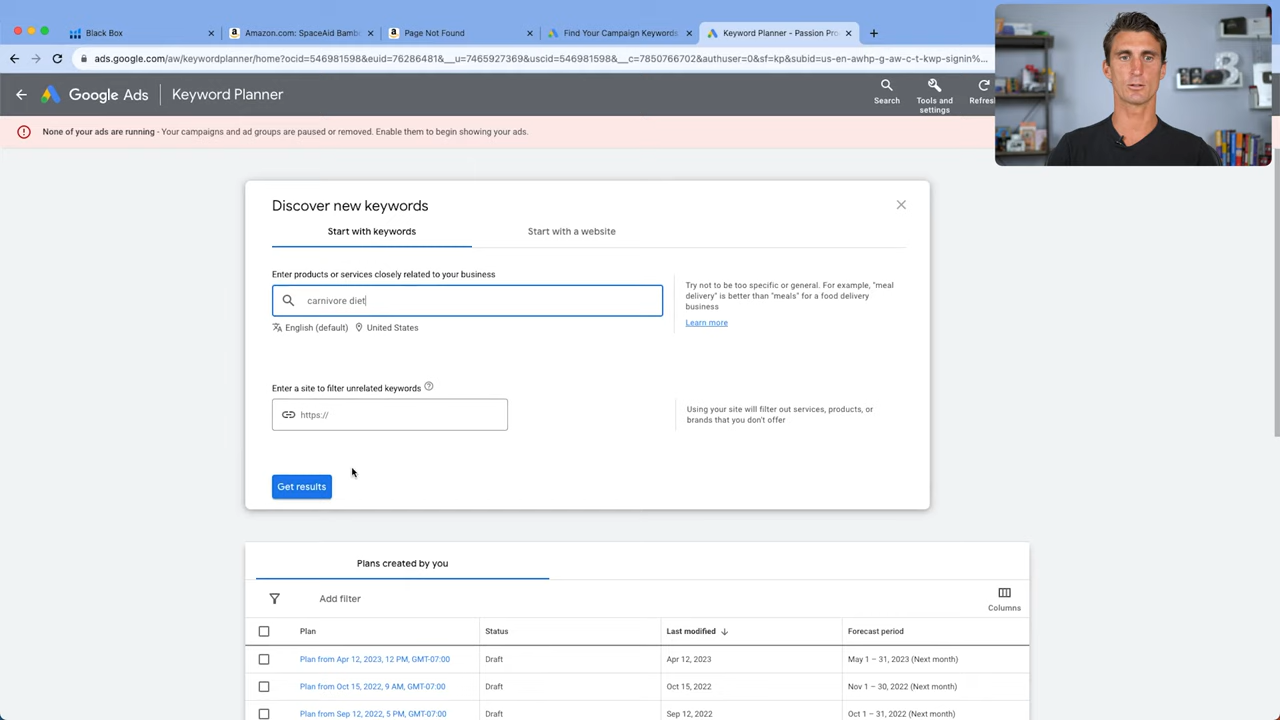 Black Box
Amazon.com: SpaceAid Bamb
Page Not Found
Find Your Campaign Keywords
Keyword Planner - Passion Pro
ads.google.com/aw/keywordplanner/home?ocid=546981598&euid=76286481&__u=7465927369&uscid=546981598&__c=7850766702&authuser=0&sf=kp&subid=us-en-awhp-g-aw-c-t-kwp-signin%...
Google Ads
Keyword Planner
Search
Tools and
settings
Refres
None of your ads are running - Your campaigns and ad groups are paused or removed. Enable them to begin showing your ads.
Discover new keywords
Start with keywords
Start with a website
Enter products or services closely related to your business
carnivore diet
English (default)
United States
Try not to be too specific or general. For example, "meal
delivery" is better than "meals" for a food delivery
business
Learn more
Enter a site to filter unrelated keywords
https://
Using your site will filter out services, products, or
brands that you don't offer
Get results
Plans created by you
Add filter
Columns
Plan
Status
Last modified
Forecast period
Plan from Apr 12, 2023, 12 PM, GMT-07:00
Draft
Apr 12, 2023
May 1 – 31, 2023 (Next month)
Plan from Oct 15, 2022, 9 AM, GMT-07:00
Draft
Oct 15, 2022
Nov 1 – 30, 2022 (Next month)
Plan from Sep 12, 2022, 5 PM, GMT-07:00
Draft
Sep 12, 2022
Oct 1 – 31, 2022 (Next month)